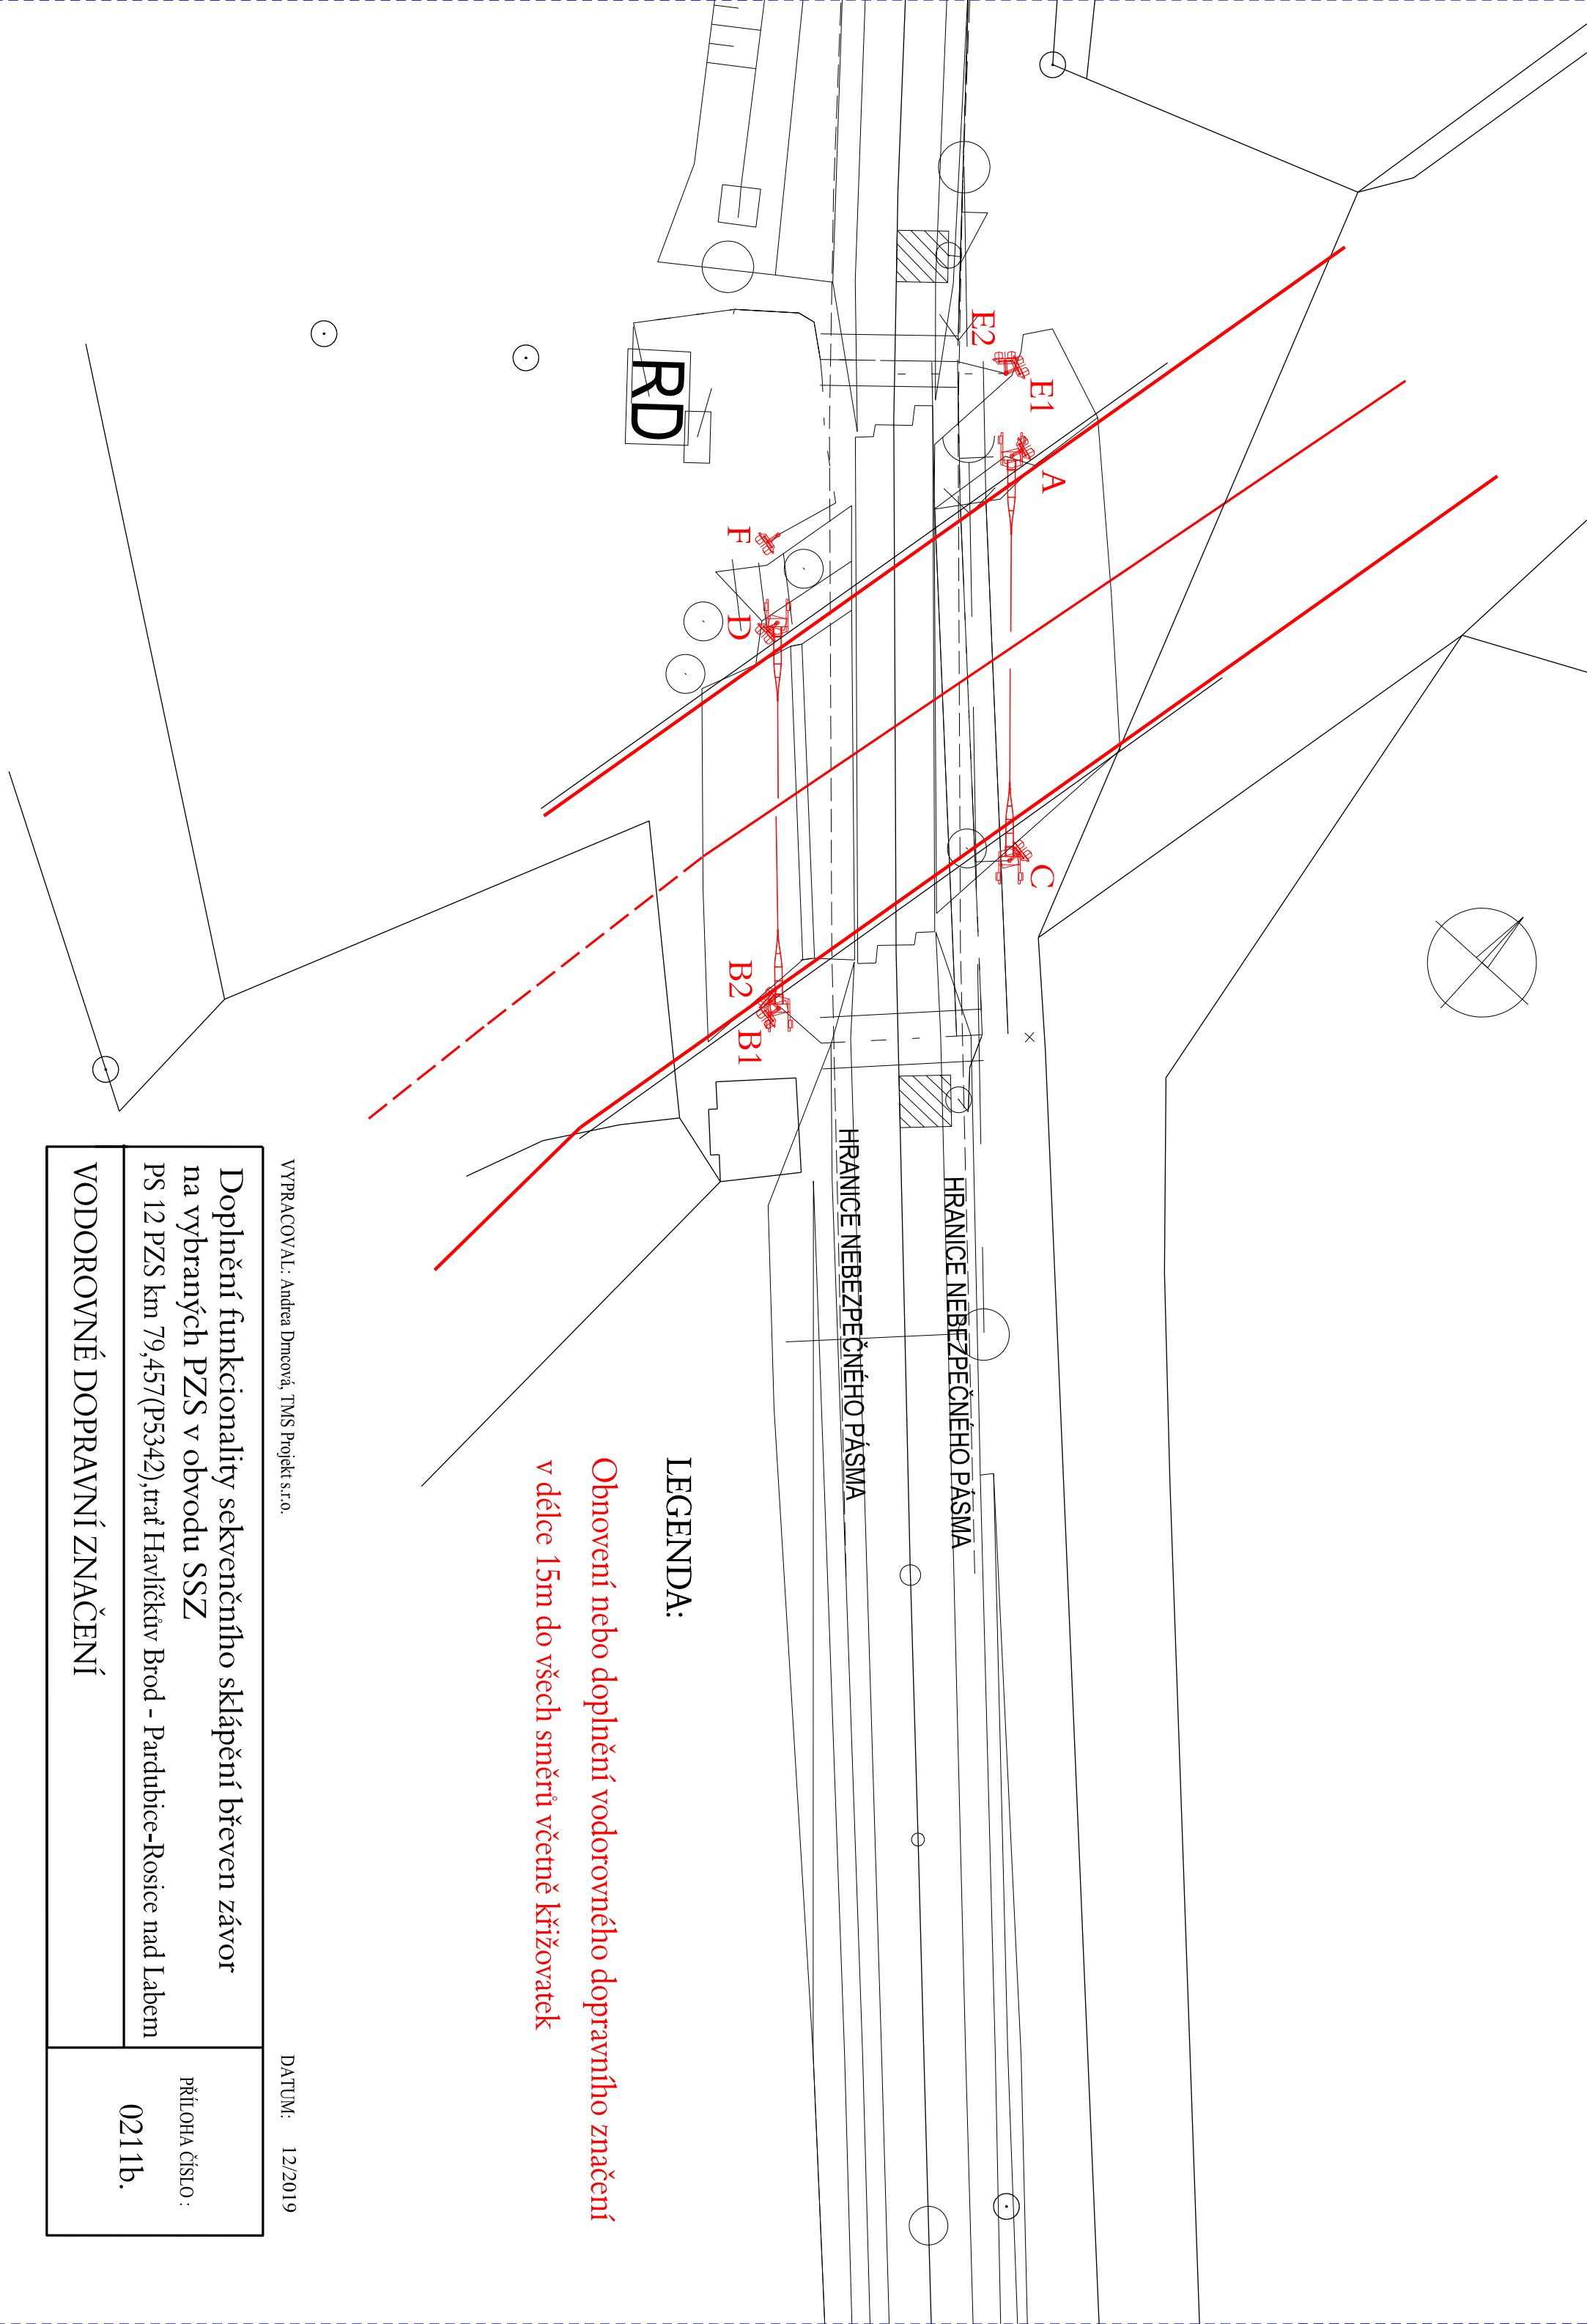 E2
E1
A
C
F
D
B2
B1
RD
HRANICE NEBEZPEČNÉHO PÁSMA
HRANICE NEBEZPEČNÉHO PÁSMA
LEGENDA:
Obnovení nebo doplnění vodorovného dopravního značení
v délce 15m do všech směrů včetně křižovatek
VYPRACOVAL: Andrea Drncová, TMS Projekt s.r.o.
DATUM: 12/2019
Doplnění funkcionality sekvenčního sklápění břeven závor
na vybraných PZS v obvodu SSZ
PS 12 PZS km 79,457(P5342),trať Havlíčkův Brod - Pardubice-Rosice nad Labem
VODOROVNÉ DOPRAVNÍ ZNAČENÍ
PŘÍLOHA ČÍSLO :
0211b.